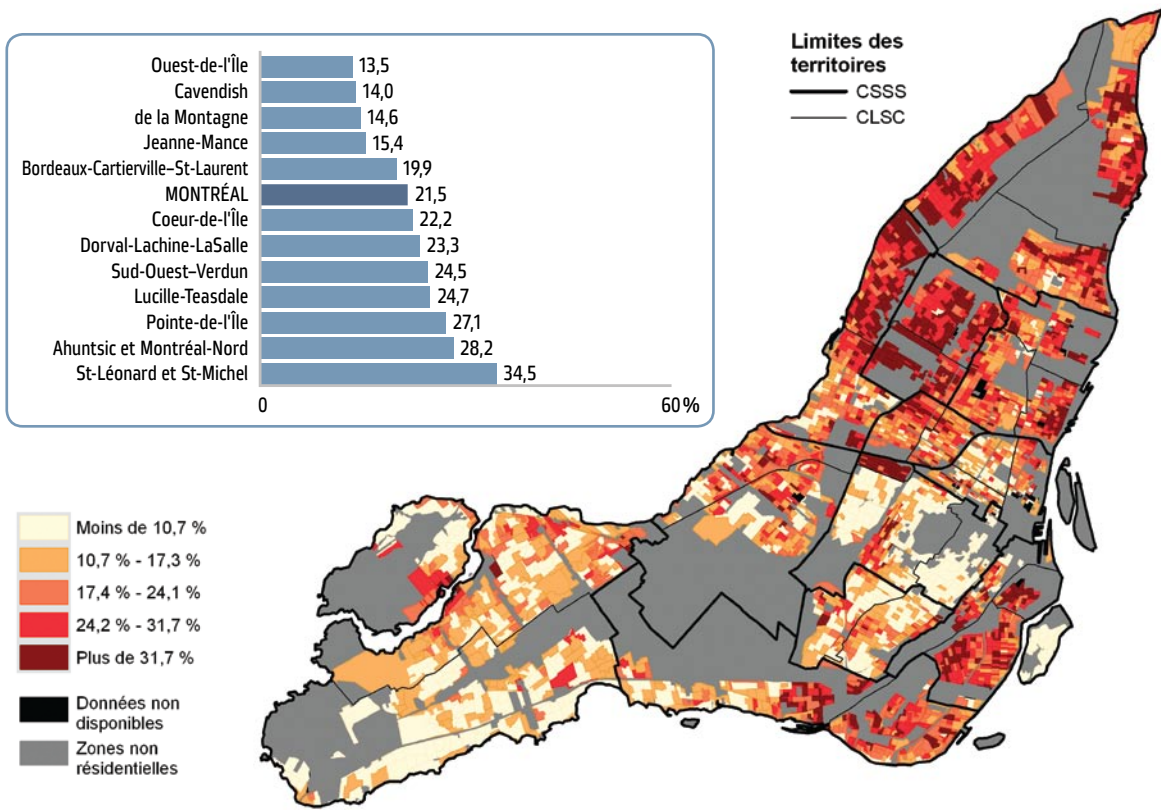 Ouest-de-l'Île 13,5
Cavendish 14,0
de la Montagne 14,6
Jeanne-Mance 15,4
Bordeaux-Cartierville–St-Laurent 19,9
MONTRÉAL 21,5
Coeur-de-l'Île 22,2
Dorval-Lachine-LaSalle 23,3
Sud-Ouest–Verdun 24,5
Lucille-Teasdale 24,7
Pointe-de-l'Île 27,1
Ahuntsic et Montréal-Nord 28,2
St-Léonard et St-Michel 34,5
0 60%
Limites des
territoires
CSSS
CLSC
Moins de 10,7 %
10,7 % - 17,3 %
17,4 % - 24,1 %
24,2 % - 31,7 %
Plus de 31,7 %
Données non
disponibles
Zones non
résidentielles